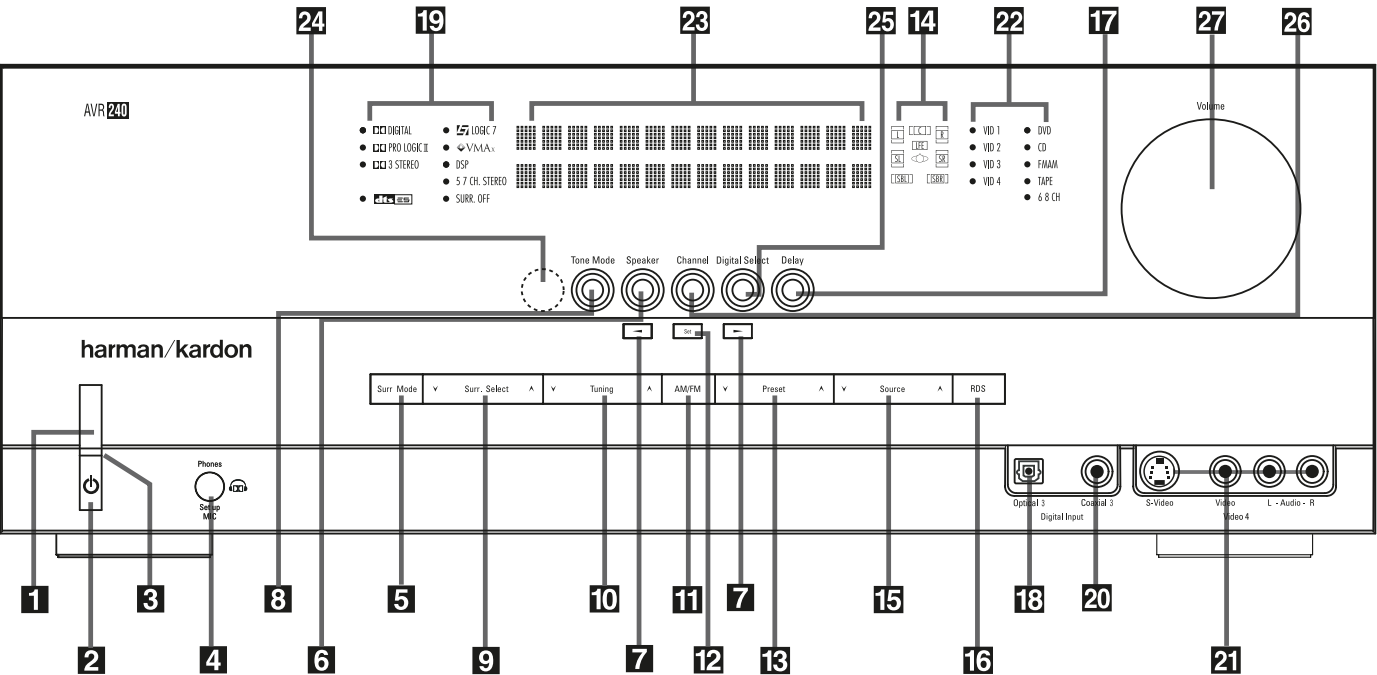 24 19 23 25 14 22 17 27 26
AVR 240
Volume
DIGITAL
PRO LOGIC II
3 STEREO
dts ES
LOGIC 7
VMAx
DSP
5 7 CH. STEREO
SURR. OFF
L C R
LFE
SL SR
SBL SBR
VID 1
VID 2
VID 3
VID 4
DVD
CD
FMAM
TAPE
6 8 CH
Tone Mode Speaker Channel Digital Select Delay
Set
harman/kardon
Surr Mode Surr. Select Tuning AM/FM Preset Source RDS
Phones
Set up
MIC
Optical 3 Coaxial 3
Digital Input
S-Video Video L - Audio - R
Video 4
1 3 8 5 10 11 7 15 18 20
2 4 6 9 7 12 13 16 21